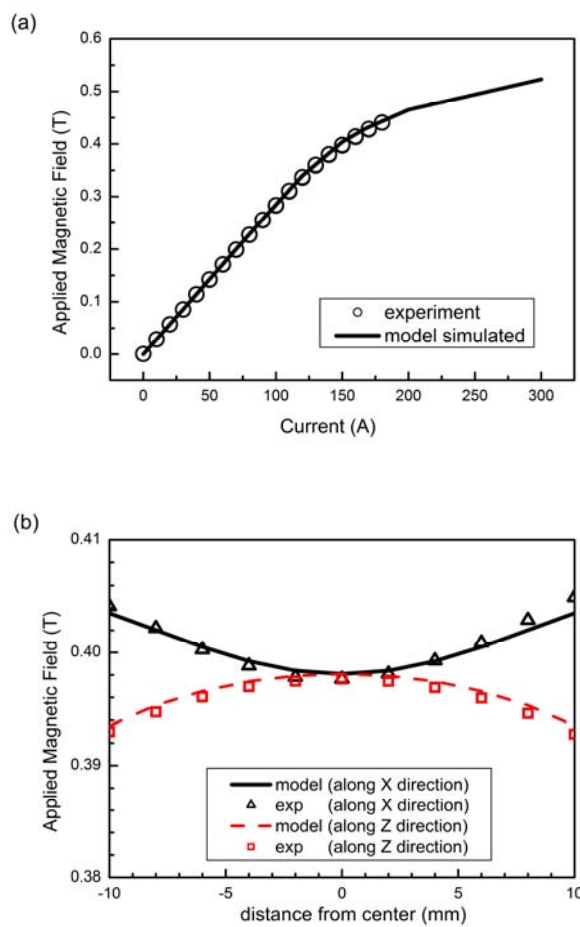 (a)
0.6
0.5
0.4
0.3
0.2
0.1
0.0
Applied Magnetic Field (T)
experiment
model simulated
0 50 100 150 200 250 300
Current (A)
(b)
0.41
0.40
0.39
0.38
Applied Magnetic Field (T)
model (along X direction)
exp (along X direction)
model (along Z direction)
exp (along Z direction)
-10 -5 0 5 10
distance from center (mm)